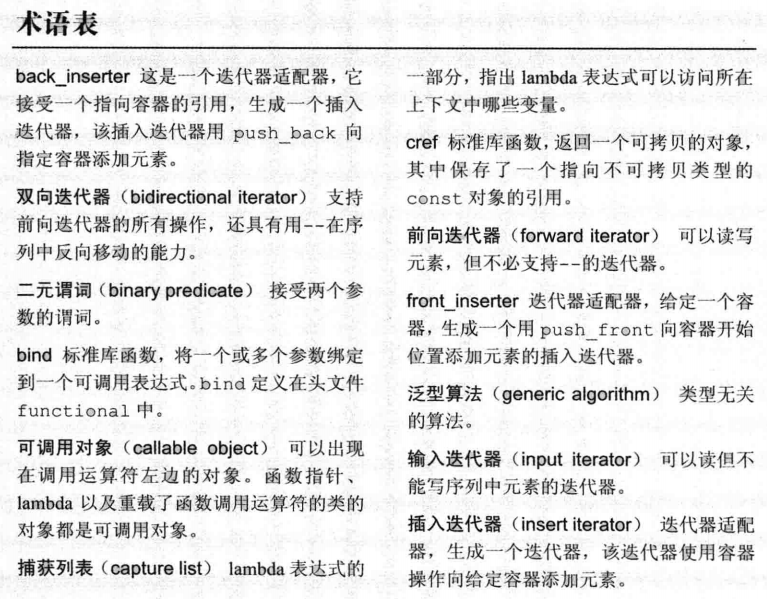 术语表
back_inserter 这是一个迭代器适配器，它
接受一个指向容器的引用，生成一个插入
迭代器，该插入迭代器用 push_back 向
指定容器添加元素。
双向迭代器（bidirectional iterator） 支持
前向迭代器的所有操作，还具有用--在序
列中反向移动的能力。
二元谓词（binary predicate） 接受两个参
数的谓词。
bind 标准库函数，将一个或多个参数绑定
到一个可调用表达式。bind 定义在头文件
functional 中。
可调用对象（callable object） 可以出现
在调用运算符左边的对象。函数指针、
lambda 以及重载了函数调用运算符的类的
对象都是可调用对象。
捕获列表（capture list） lambda 表达式的
一部分，指出 lambda 表达式可以访问所在
上下文中哪些变量。
cref 标准库函数，返回一个可拷贝的对象，
其中保存了一个指向不可拷贝类型的
const 对象的引用。
前向迭代器（forward iterator） 可以读写
元素，但不必支持--的迭代器。
front_inserter 迭代器适配器，给定一个容
器，生成一个用 push_front 向容器开始
位置添加元素的插入迭代器。
泛型算法（generic algorithm） 类型无关
的算法。
输入迭代器（input iterator） 可以读但不
能写序列中元素的迭代器。
插入迭代器（insert iterator） 迭代器适配
器，生成一个迭代器，该迭代器使用容器
操作向给定容器添加元素。